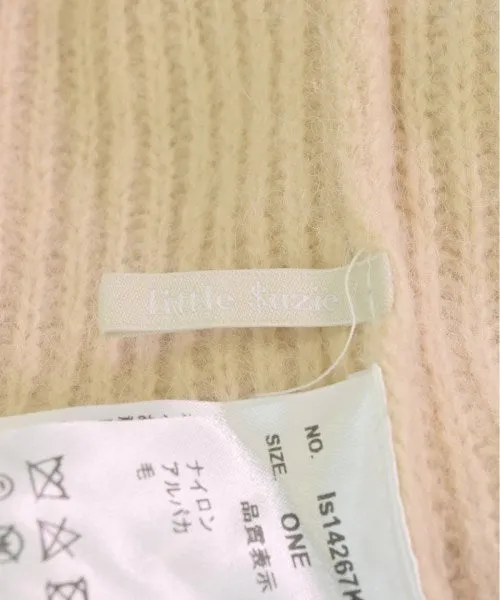 little suzie
NO. ls14267K
SIZE. ONE
品質表示
ナイロン
アルパカ
毛